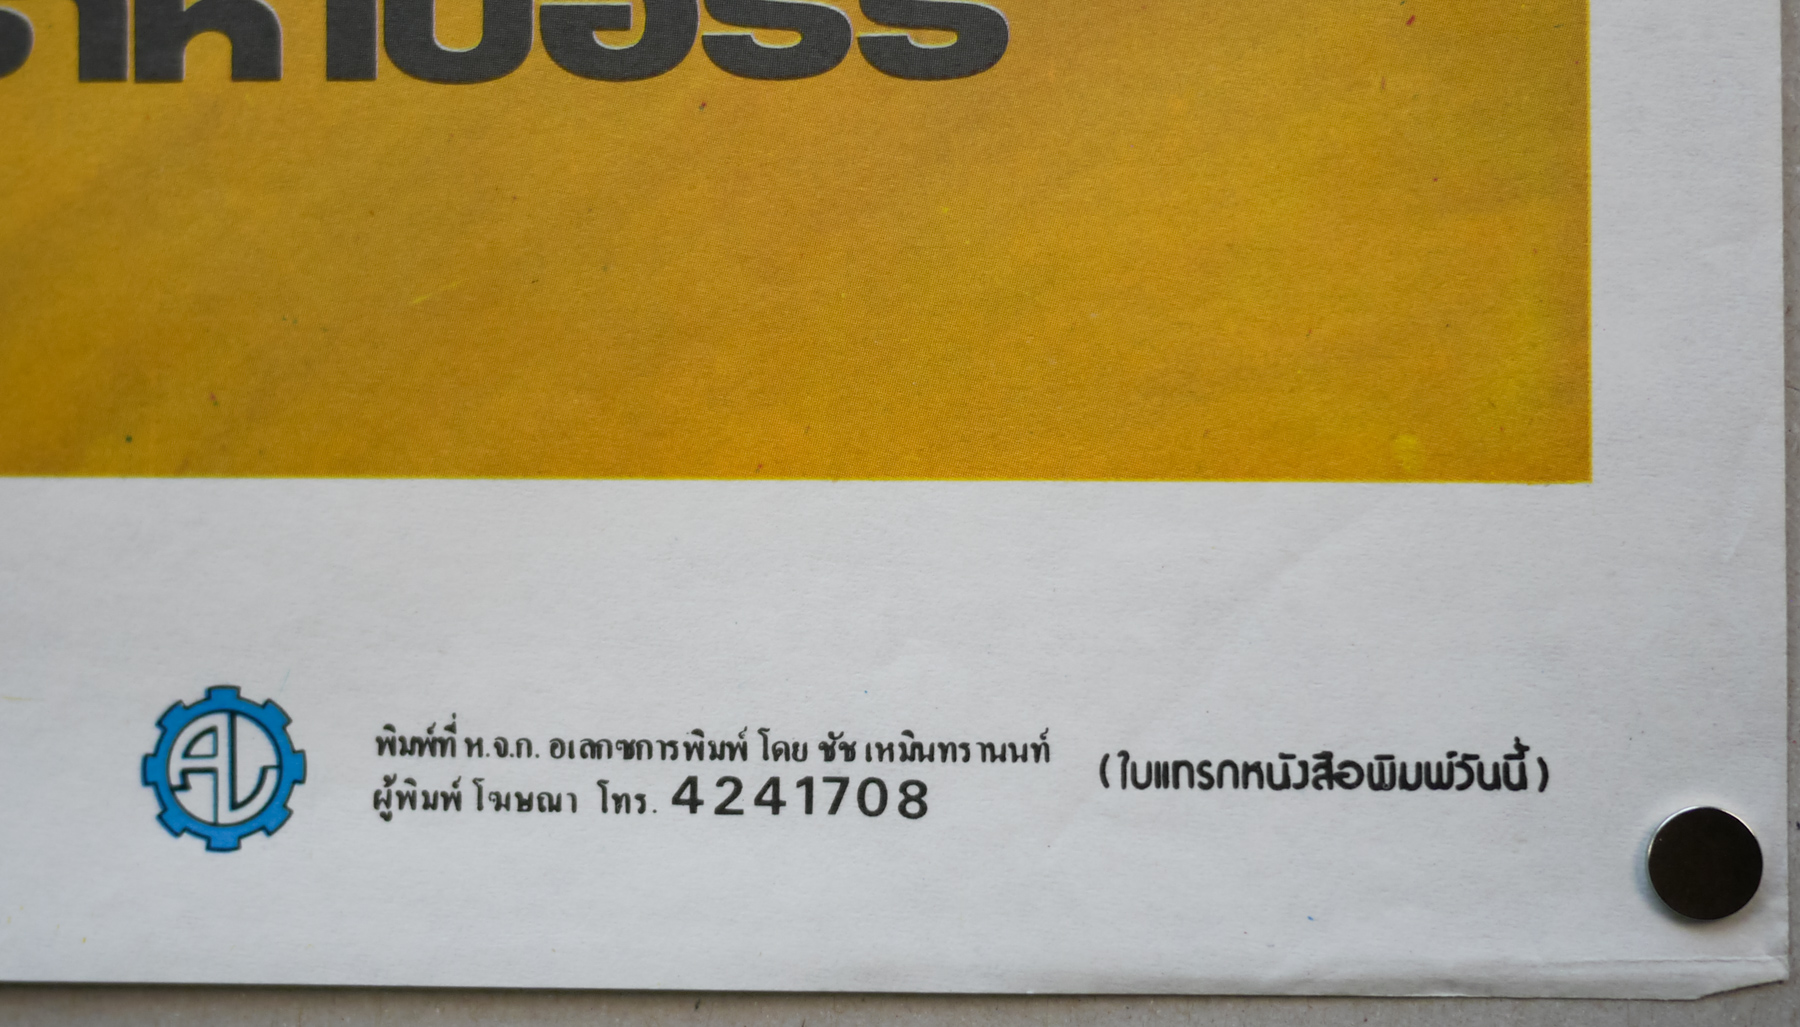 พิมพ์ที่ ห.จ.ก. อเลกซการพิมพ์ โดย ชัช เหมินทรานนท์
ผู้พิมพ์ โฆษณา โทร. 4241708
(ใบแทรกหนังสือพิมพ์วันนี้)